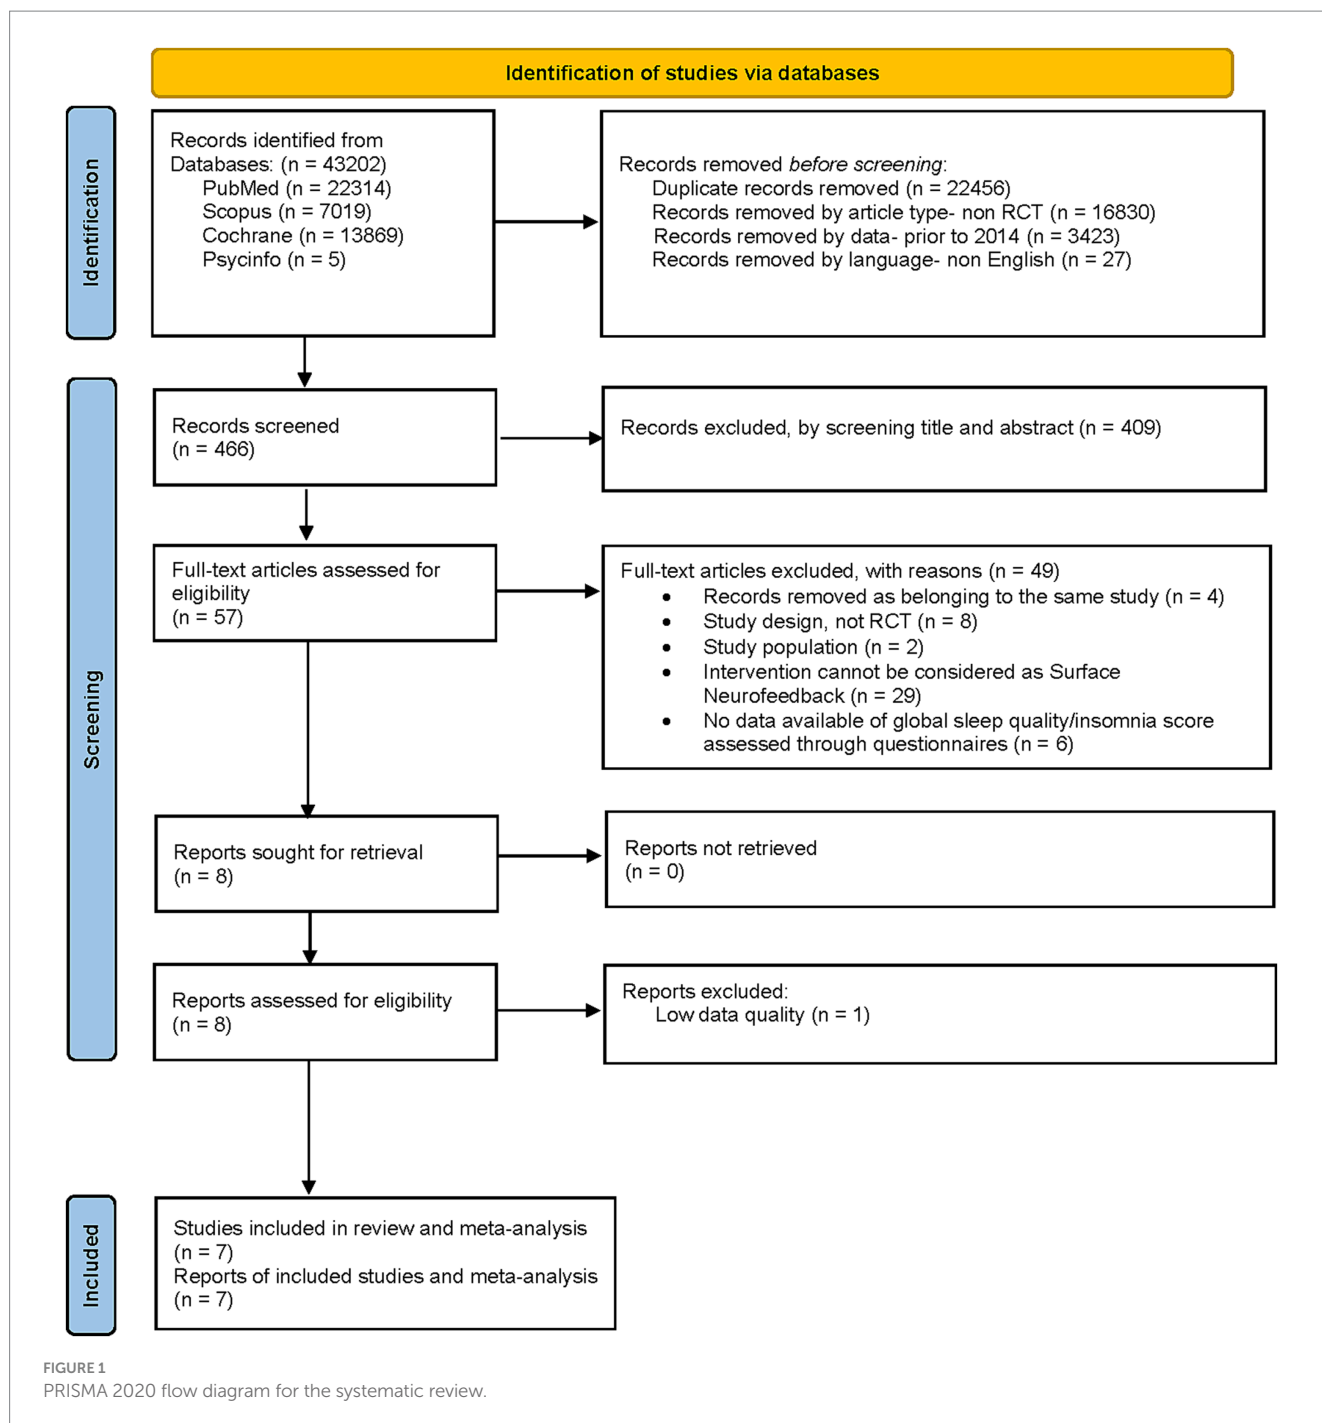 Identification of studies via databases
Identification
Records identified from
Databases: (n = 43202)
PubMed (n = 22314)
Scopus (n = 7019)
Cochrane (n = 13869)
Psycinfo (n = 5)
Records removed before screening:
Duplicate records removed (n = 22456)
Records removed by article type- non RCT (n = 16830)
Records removed by data- prior to 2014 (n = 3423)
Records removed by language- non English (n = 27)
Screening
Records screened
(n = 466)
Records excluded, by screening title and abstract (n = 409)
Full-text articles assessed for
eligibility
(n = 57)
Full-text articles excluded, with reasons (n = 49)
• Records removed as belonging to the same study (n = 4)
• Study design, not RCT (n = 8)
• Study population (n = 2)
• Intervention cannot be considered as Surface
Neurofeedback (n = 29)
• No data available of global sleep quality/insomnia score
assessed through questionnaires (n = 6)
Reports sought for retrieval
(n = 8)
Reports not retrieved
(n = 0)
Reports assessed for eligibility
(n = 8)
Reports excluded:
Low data quality (n = 1)
Included
Studies included in review and meta-analysis
(n = 7)
Reports of included studies and meta-analysis
(n = 7)
FIGURE 1
PRISMA 2020 flow diagram for the systematic review.